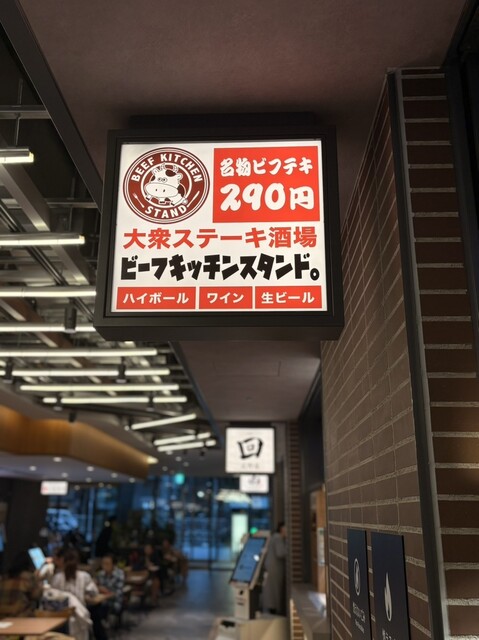 BEEF KITCHEN
STAND
名物ビフテキ
290円
大衆ステーキ酒場
ビーフキッチンスタンド。
ハイボール ワイン 生ビール
回